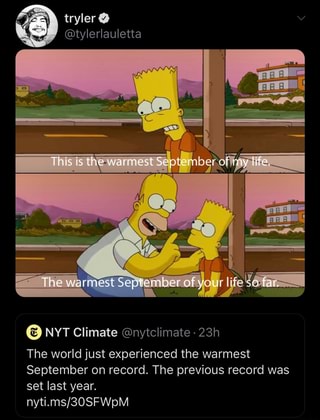 tryler
@tylerlauletta
This is the warmest September of my life,
The warmest September of your life so far.
NYT Climate @nytclimate · 23h
The world just experienced the warmest
September on record. The previous record was
set last year.
nyti.ms/30SFWpM